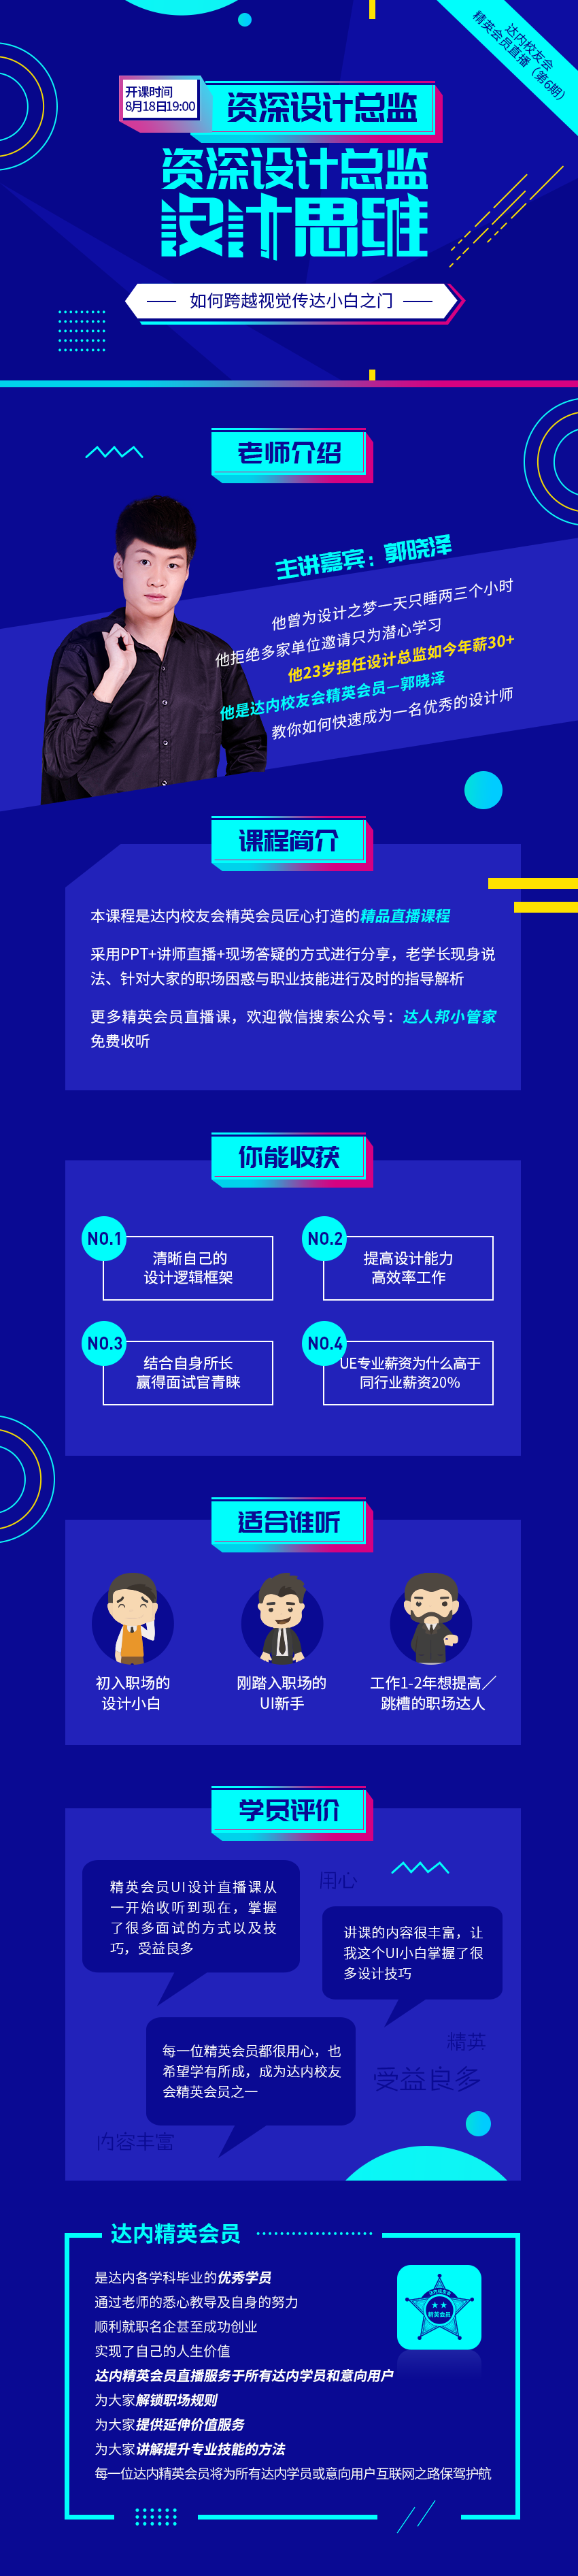 达内校友会
精英会员直播（第6期）
开课时间
8月18日19:00
资深设计总监
资深设计总监
设计思维
如何跨越视觉传达小白之门
老师介绍
主讲嘉宾：郭晓泽
他曾为设计之梦一天只睡两三个小时
他拒绝多家单位邀请只为潜心学习
他23岁担任设计总监如今年薪30+
他是达内校友会精英会员—郭晓泽
教你如何快速成为一名优秀的设计师
课程简介
本课程是达内校友会精英会员匠心打造的精品直播课程
采用PPT+讲师直播+现场答疑的方式进行分享，老学长现身说
法、针对大家的职场困惑与职业技能进行及时的指导解析
更多精英会员直播课，欢迎微信搜索公众号：达人邦小管家
免费收听
你能收获
NO.1
清晰自己的
设计逻辑框架
NO.2
提高设计能力
高效率工作
NO.3
结合自身所长
赢得面试官青睐
NO.4
UE专业薪资为什么高于
同行业薪资20%
适合谁听
初入职场的
设计小白
刚踏入职场的
UI新手
工作1-2年想提高／
跳槽的职场达人
学员评价
用心
精英会员UI设计直播课从
一开始收听到现在，掌握
了很多面试的方式以及技
巧，受益良多
讲课的内容很丰富，让
我这个UI小白掌握了很
多设计技巧
精英
受益良多
每一位精英会员都很用心，也
希望学有所成，成为达内校友
会精英会员之一
内容丰富
达内精英会员
是达内各学科毕业的优秀学员
通过老师的悉心教导及自身的努力
顺利就职名企甚至成功创业
实现了自己的人生价值
达内精英会员直播服务于所有达内学员和意向用户
为大家解锁职场规则
为大家提供延伸价值服务
为大家讲解提升专业技能的方法
每一位达内精英会员将为所有达内学员或意向用户互联网之路保驾护航
达内校友会
精英会员